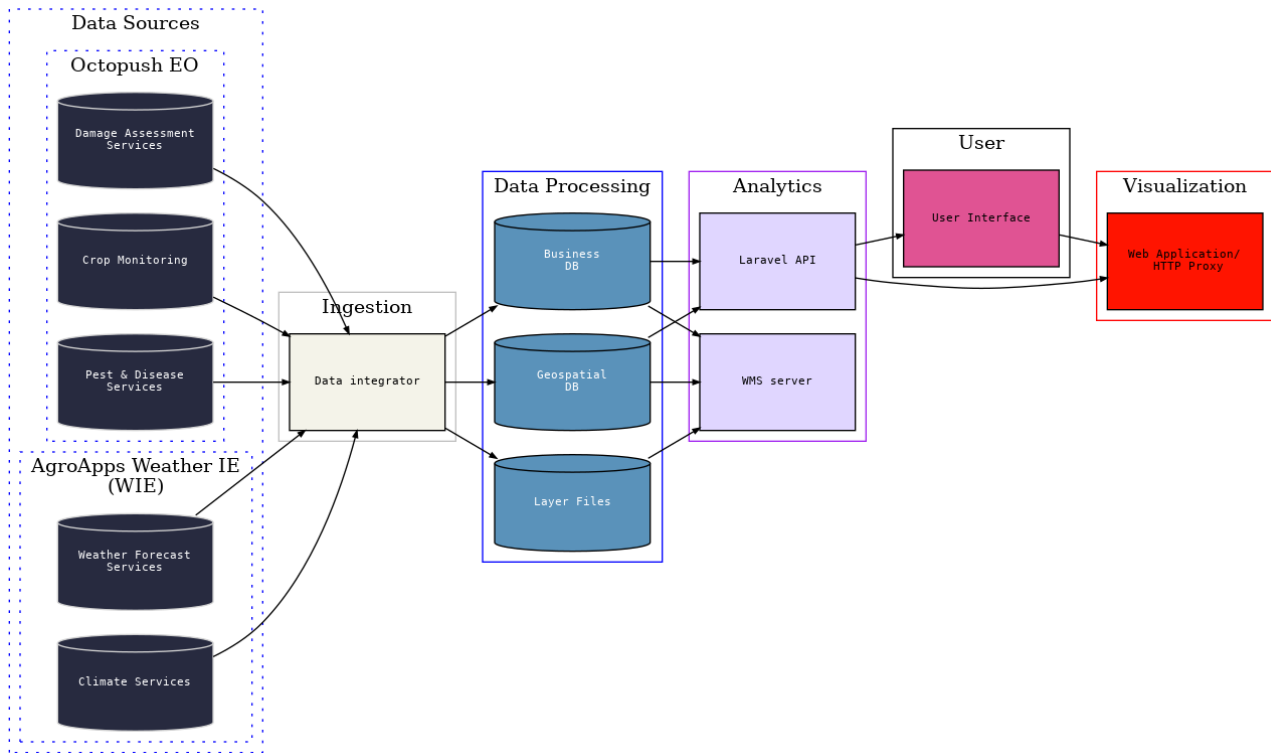 Data Sources
Octopush EO
Damage Assessment
Services
Crop Monitoring
Pest & Disease
Services
AgroApps Weather IE
(WIE)
Weather Forecast
Services
Climate Services
Ingestion
Data integrator
Data Processing
Business
DB
Geospatial
DB
Layer Files
Analytics
Laravel API
WMS server
User
User Interface
Visualization
Web Application/
HTTP Proxy